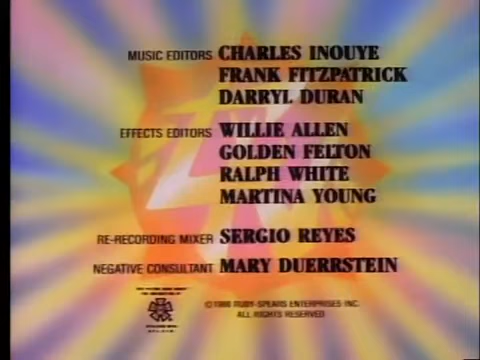 MUSIC EDITORS CHARLES INOUYE
FRANK FITZPATRICK
DARRYL DURAN
EFFECTS EDITORS WILLIE ALLEN
GOLDEN FELTON
RALPH WHITE
MARTINA YOUNG
RE-RECORDING MIXER SERGIO REYES
NEGATIVE CONSULTANT MARY DUERRSTEIN
RUBY-SPEARS ENTERPRISES INC.
ALL RIGHTS RESERVED